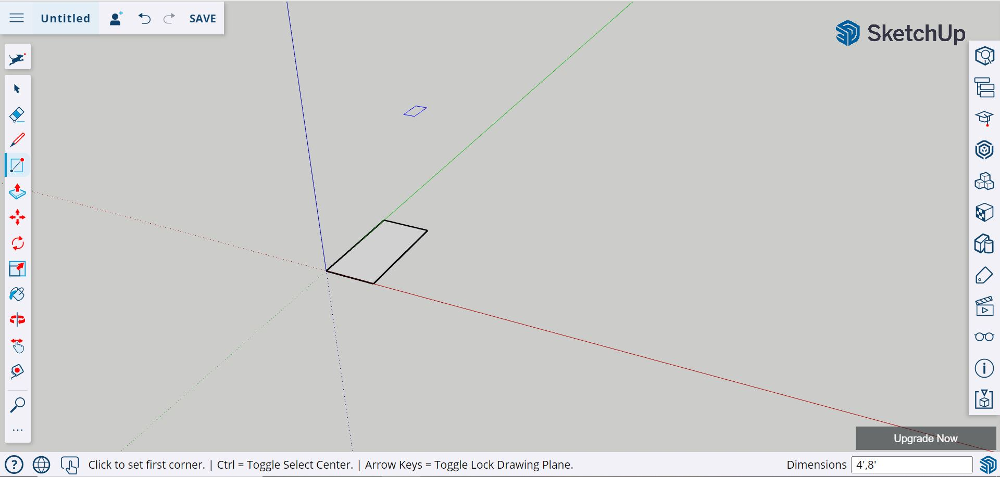 Untitled
SAVE
SketchUp
Upgrade Now
Click to set first corner. | Ctrl = Toggle Select Center. | Arrow Keys = Toggle Lock Drawing Plane.
Dimensions 4',8'